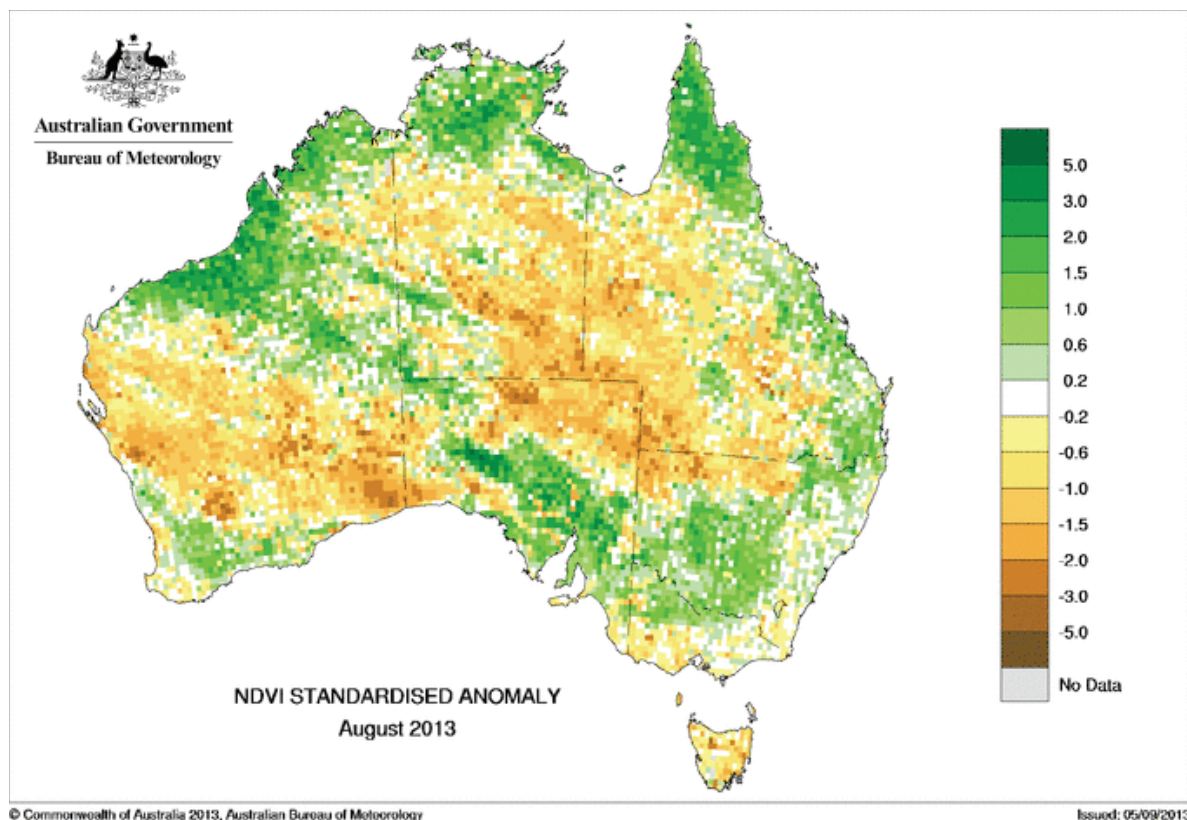 Australian Government
Bureau of Meteorology
5.0
3.0
2.0
1.5
1.0
0.6
0.2
-0.2
-0.6
-1.0
-1.5
-2.0
-3.0
-5.0
No Data
NDVI STANDARDISED ANOMALY
August 2013
© Commonwealth of Australia 2013, Australian Bureau of Meteorology
Issued: 05/09/2013